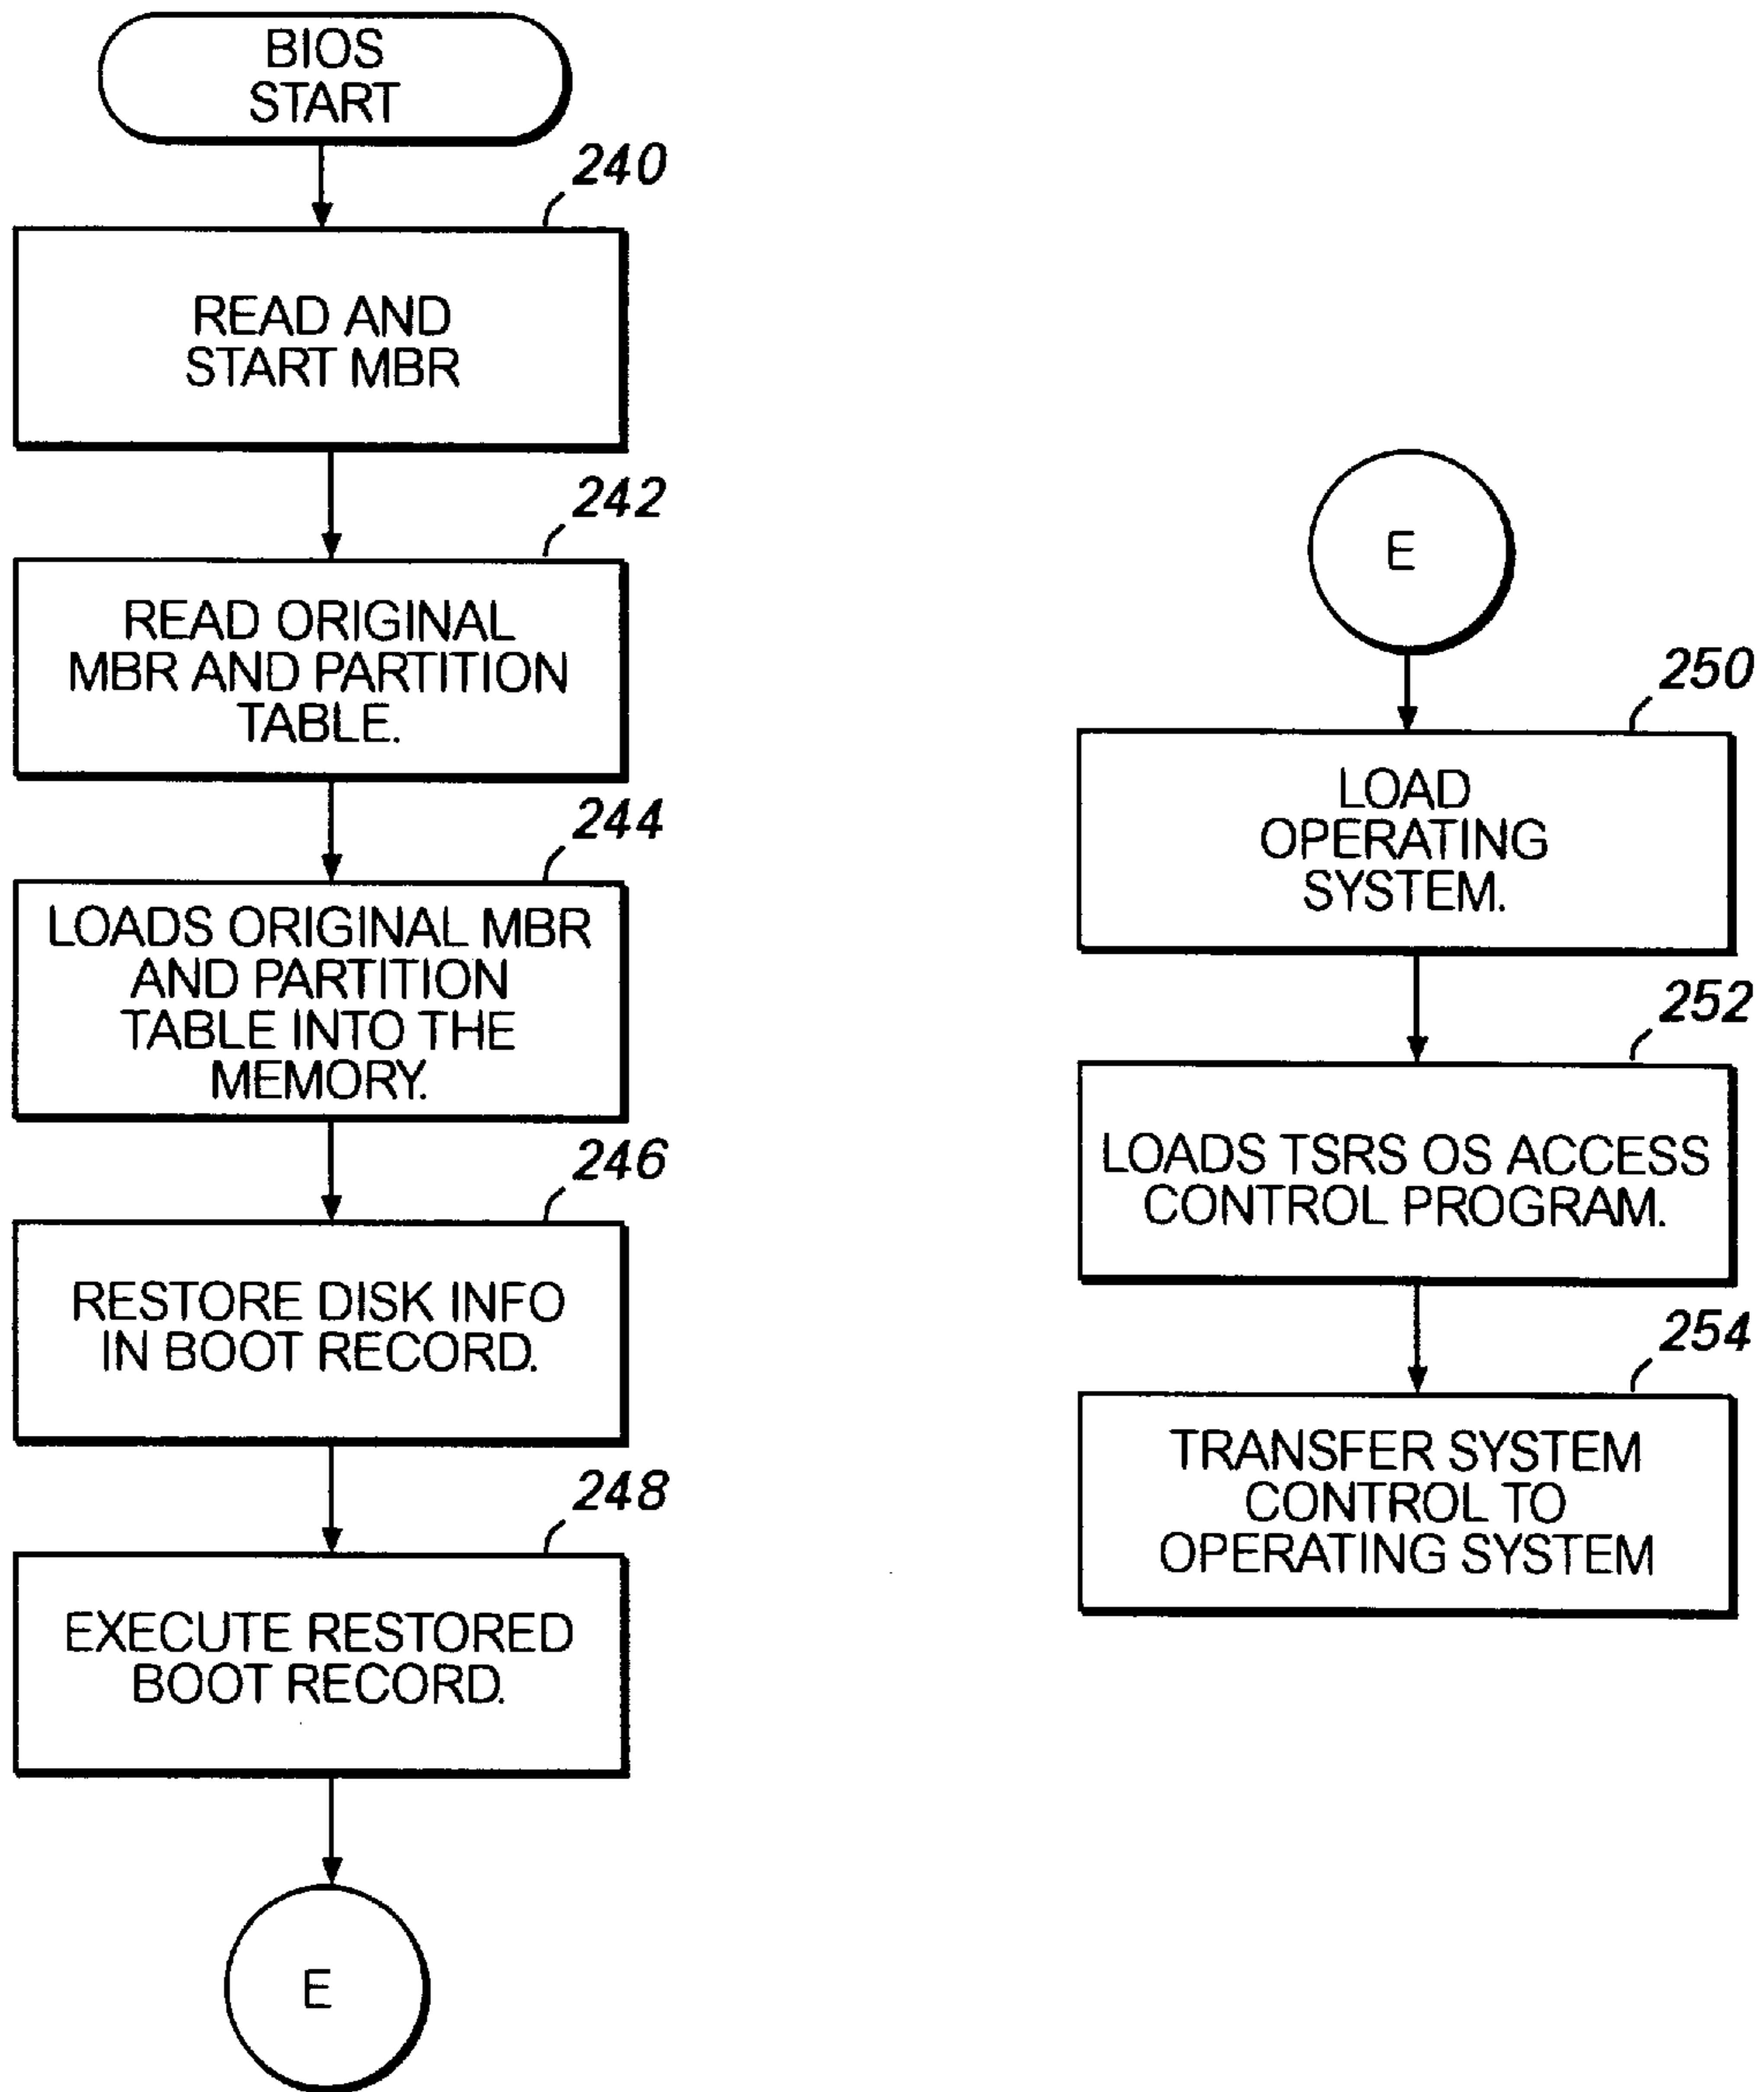 BIOS
START
240
READ AND
START MBR
242
READ ORIGINAL
MBR AND PARTITION
TABLE.
244
LOADS ORIGINAL MBR
AND PARTITION
TABLE INTO THE
MEMORY.
246
RESTORE DISK INFO
IN BOOT RECORD.
248
EXECUTE RESTORED
BOOT RECORD.
E
E
250
LOAD
OPERATING
SYSTEM.
252
LOADS TSRS OS ACCESS
CONTROL PROGRAM.
254
TRANSFER SYSTEM
CONTROL TO
OPERATING SYSTEM